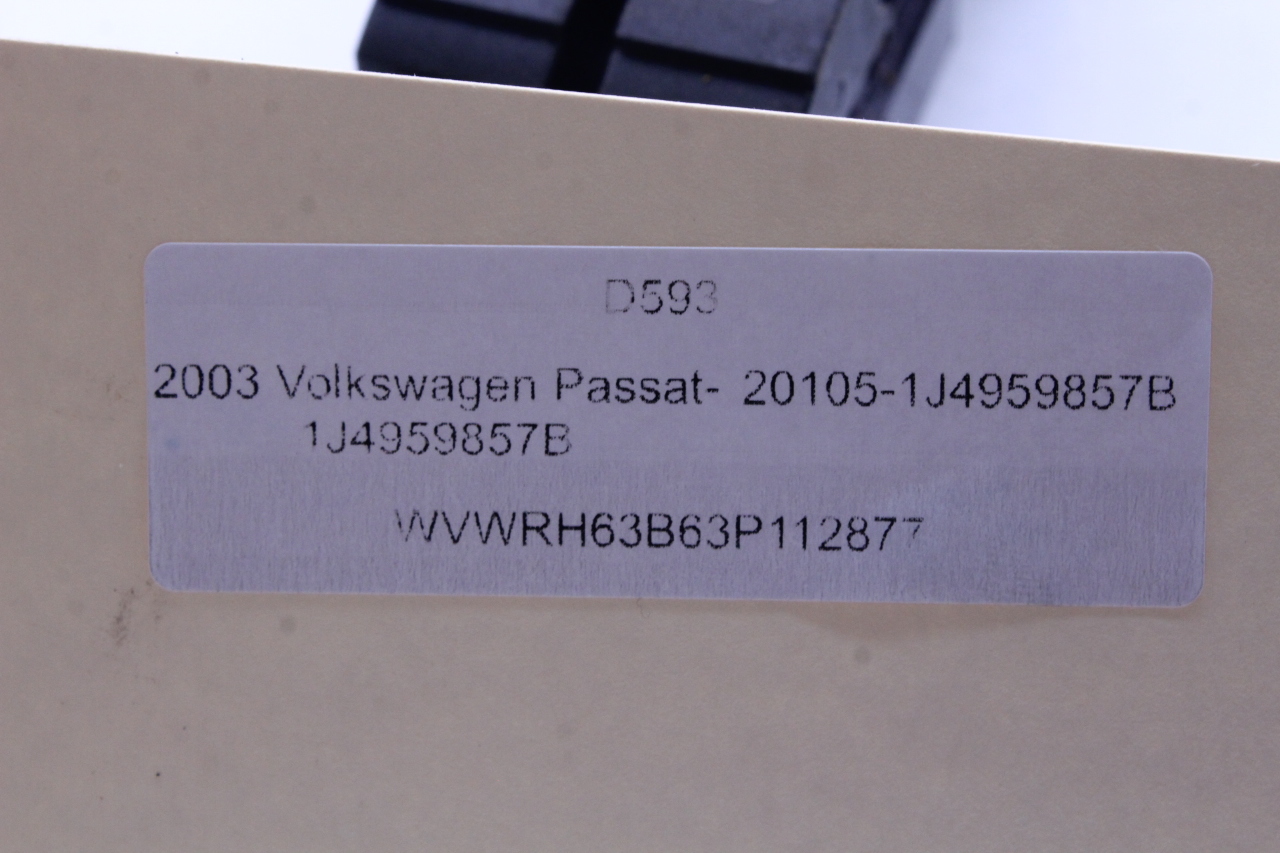 D593
2003 Volkswagen Passat- 20105-1J4959857B
1J4959857B
WVWRH63B63P112877